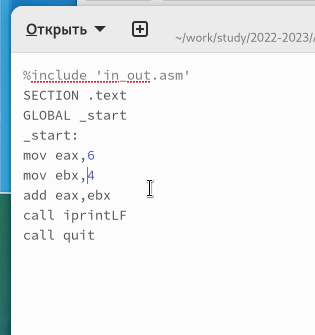 Открыть
~/work/study/2022-2023/
%include 'in_out.asm'
SECTION .text
GLOBAL _start
_start:
mov eax,6
mov ebx,4
add eax,ebx
call iprintLF
call quit